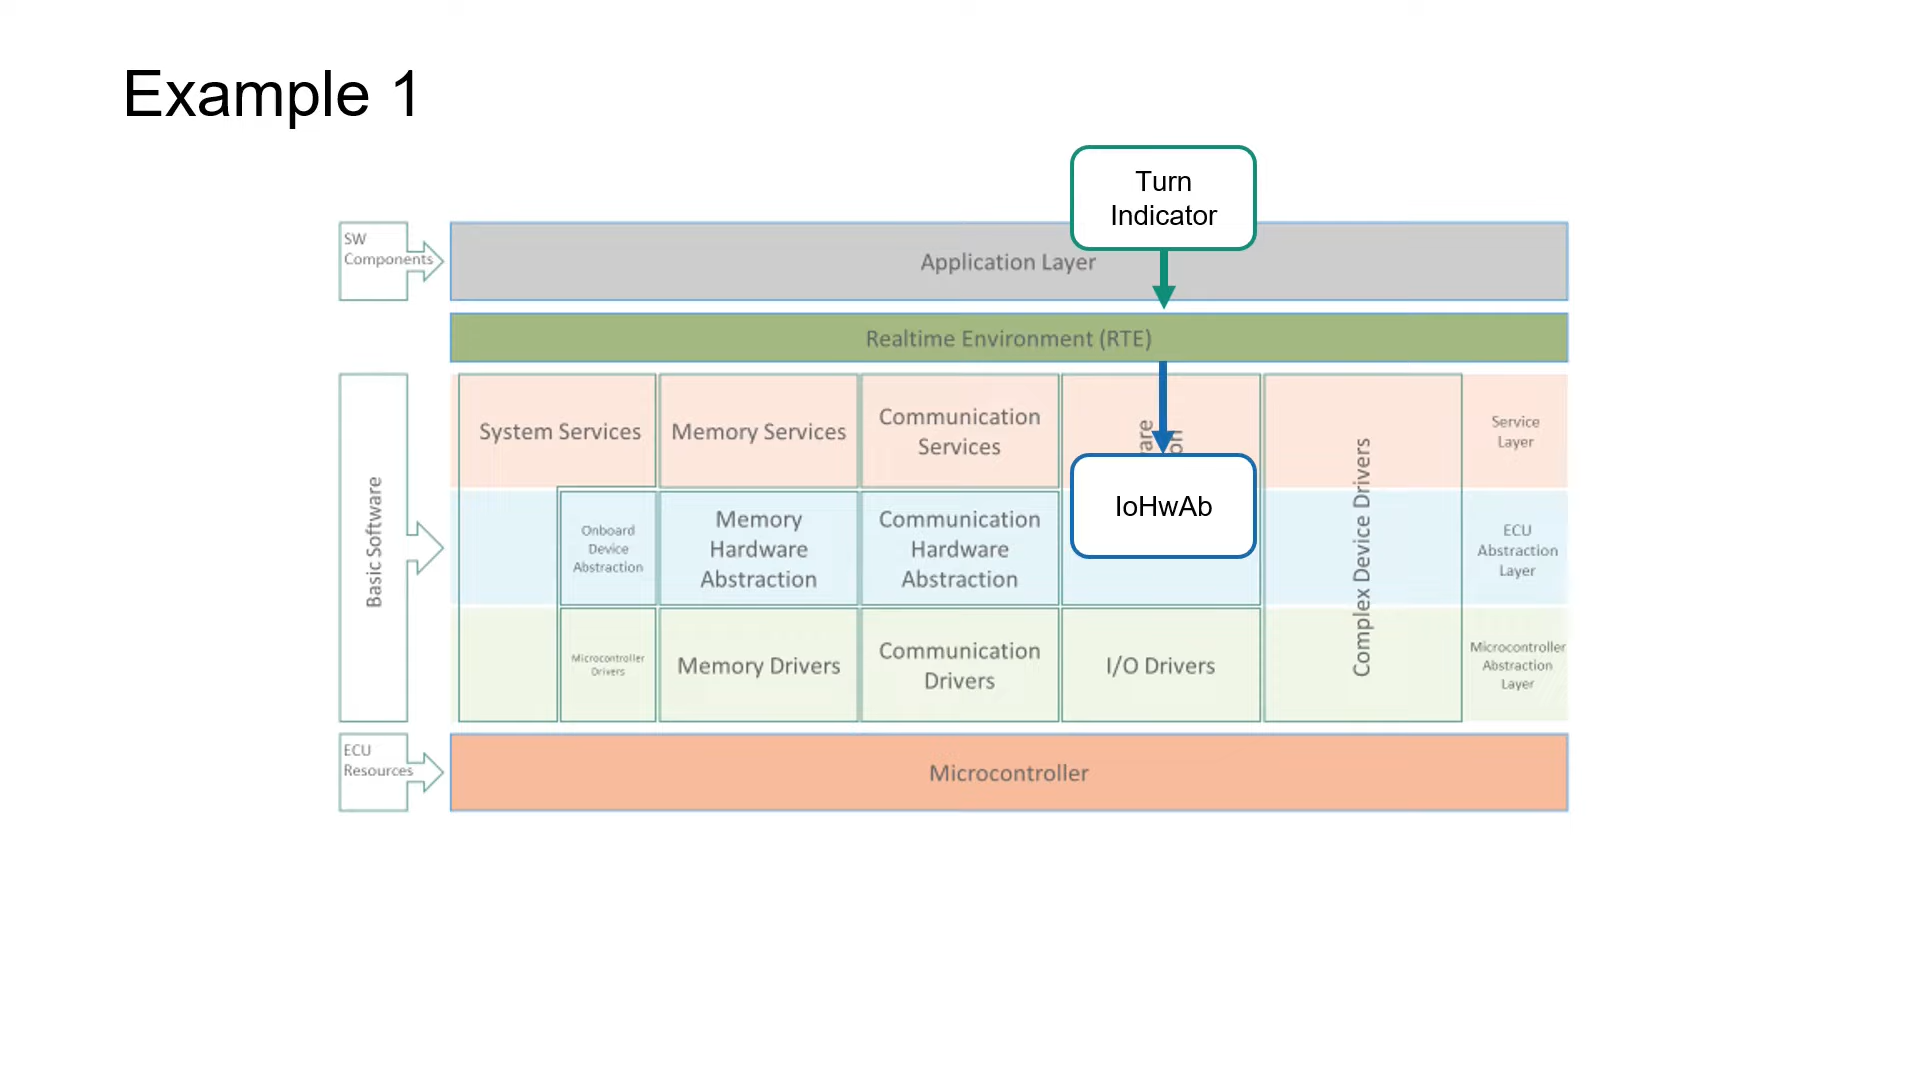 Example 1
Turn
Indicator
SW
Components
Application Layer
Realtime Environment (RTE)
Basic Software
System Services
Memory Services
Communication
Services
Service
Layer
IoHwAb
Onboard
Device
Abstraction
Memory
Hardware
Abstraction
Communication
Hardware
Abstraction
Complex Device Drivers
ECU
Abstraction
Layer
Microcontroller
Drivers
Memory Drivers
Communication
Drivers
I/O Drivers
Microcontroller
Abstraction
Layer
ECU
Resources
Microcontroller